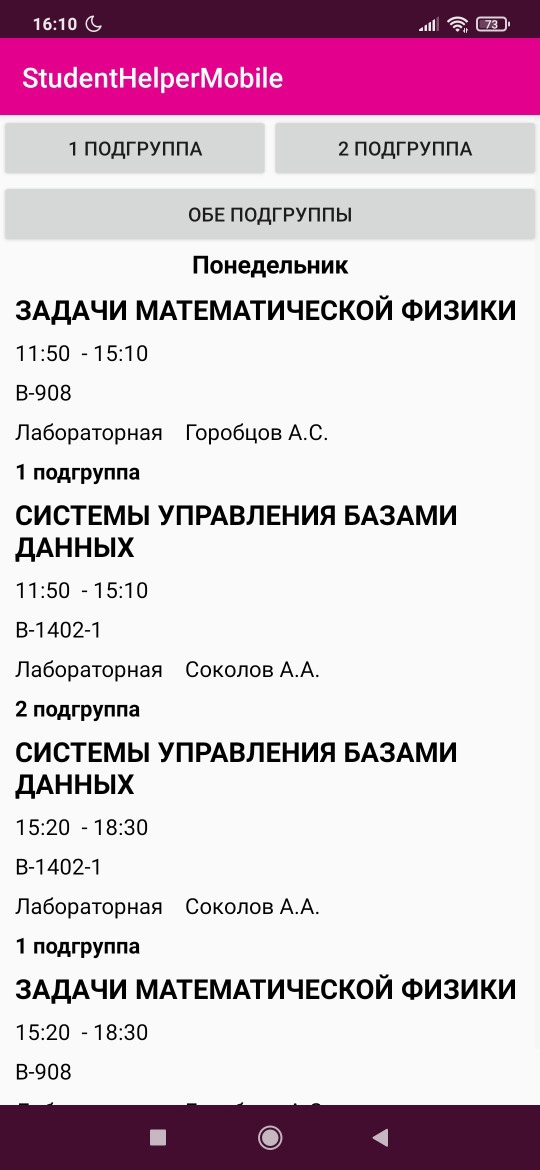 16:10
73
StudentHelperMobile
1 ПОДГРУППА
2 ПОДГРУППА
ОБЕ ПОДГРУППЫ
Понедельник
ЗАДАЧИ МАТЕМАТИЧЕСКОЙ ФИЗИКИ
11:50 - 15:10
В-908
Лабораторная Горобцов А.С.
1 подгруппа
СИСТЕМЫ УПРАВЛЕНИЯ БАЗАМИ
ДАННЫХ
11:50 - 15:10
В-1402-1
Лабораторная Соколов А.А.
2 подгруппа
СИСТЕМЫ УПРАВЛЕНИЯ БАЗАМИ
ДАННЫХ
15:20 - 18:30
В-1402-1
Лабораторная Соколов А.А.
1 подгруппа
ЗАДАЧИ МАТЕМАТИЧЕСКОЙ ФИЗИКИ
15:20 - 18:30
В-908